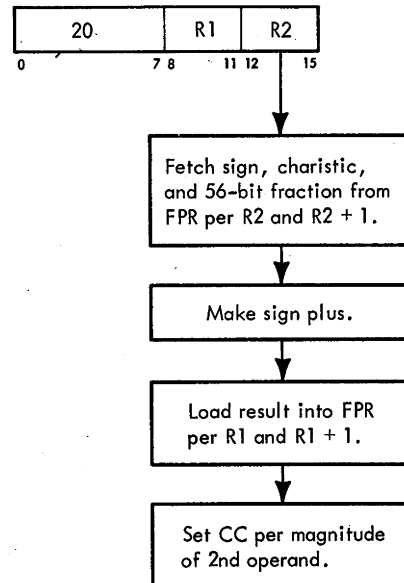 20 R1 R2
0 7 8 11 12 15
Fetch sign, charistic,
and 56-bit fraction from
FPR per R2 and R2 + 1.
Make sign plus.
Load result into FPR
per R1 and R1 + 1.
Set CC per magnitude
of 2nd operand.